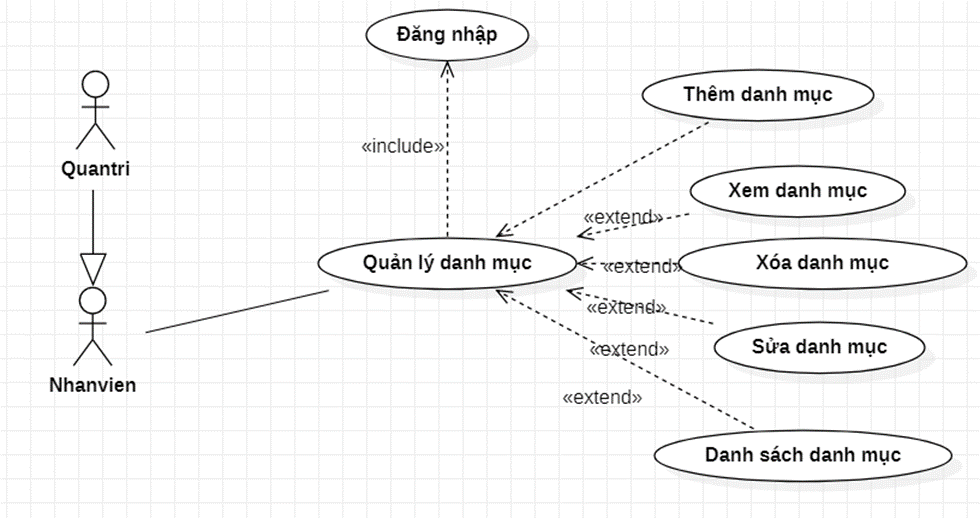 Đăng nhập
Thêm danh mục
«include»
Quantri
Xem danh mục
«extend»
Quản lý danh mục
«extend»
Xóa danh mục
«extend»
Sửa danh mục
«extend»
Nhanvien
«extend»
Danh sách danh mục